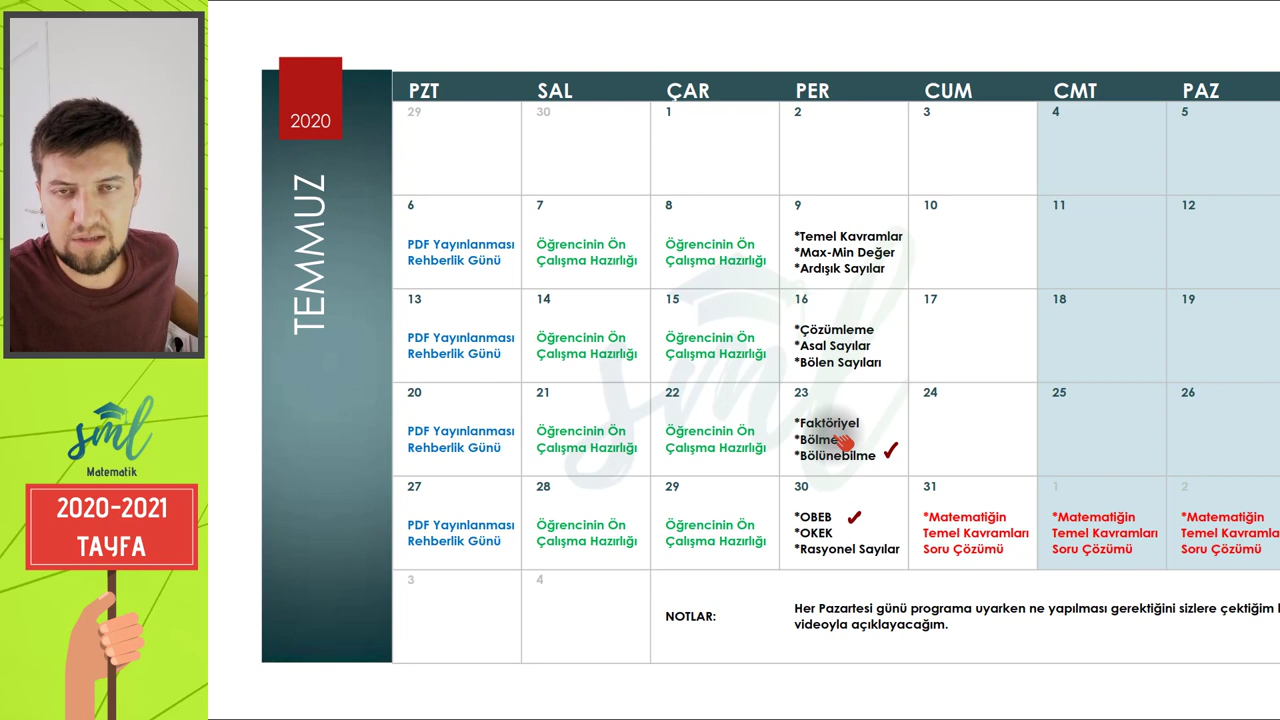 sml
Matematik
2020-2021
TAYFA
2020
TEMMUZ
PZT SAL ÇAR PER CUM CMT PAZ
29 30 1 2 3 4 5
6 7 8 9 10 11 12
PDF Yayınlanması Öğrencinin Ön Öğrencinin Ön *Temel Kavramlar
Rehberlik Günü Çalışma Hazırlığı Çalışma Hazırlığı *Max-Min Değer
*Ardışık Sayılar
13 14 15 16 17 18 19
PDF Yayınlanması Öğrencinin Ön Öğrencinin Ön *Çözümleme
Rehberlik Günü Çalışma Hazırlığı Çalışma Hazırlığı *Asal Sayılar
*Bölen Sayıları
20 21 22 23 24 25 26
PDF Yayınlanması Öğrencinin Ön Öğrencinin Ön *Faktöriyel
Rehberlik Günü Çalışma Hazırlığı Çalışma Hazırlığı *Bölme
*Bölünebilme
27 28 29 30 31 1 2
PDF Yayınlanması Öğrencinin Ön Öğrencinin Ön *OBEB *Matematiğin *Matematiğin *Matematiğin
Rehberlik Günü Çalışma Hazırlığı Çalışma Hazırlığı *OKEK Temel Kavramları Temel Kavramları Temel Kavramla
*Rasyonel Sayılar Soru Çözümü Soru Çözümü Soru Çözümü
3 4
NOTLAR: Her Pazartesi günü programa uyarken ne yapılması gerektiğini sizlere çektiğim
videoyla açıklayacağım.